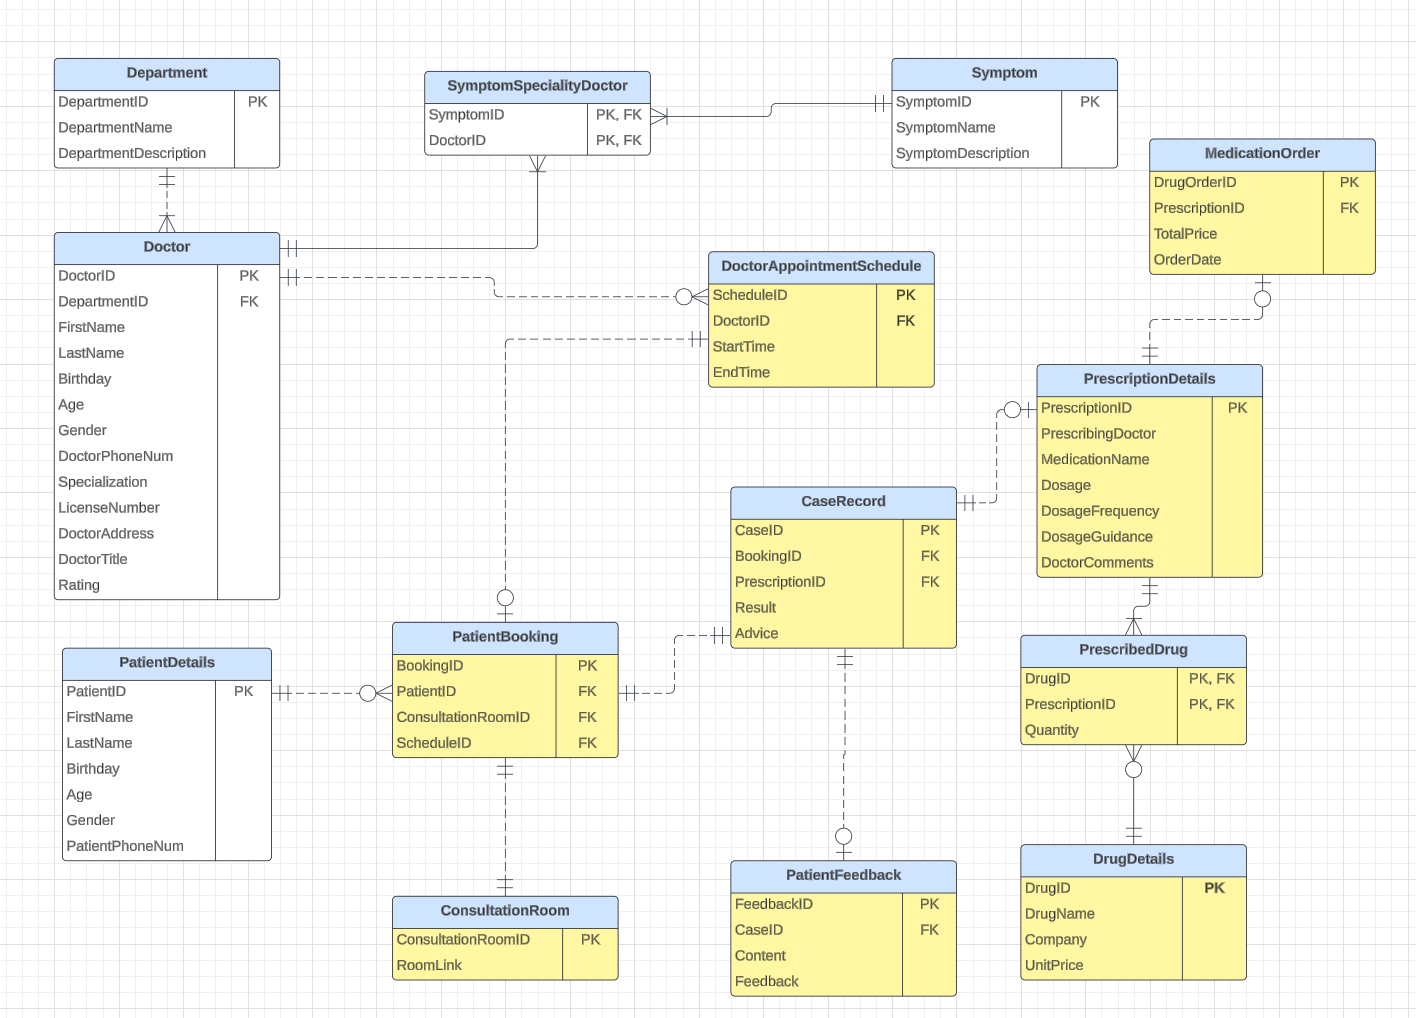 Department
DepartmentID PK
DepartmentName
DepartmentDescription
SymptomSpecialityDoctor
SymptomID PK, FK
DoctorID PK, FK
Symptom
SymptomID PK
SymptomName
SymptomDescription
MedicationOrder
DrugOrderID PK
PrescriptionID FK
TotalPrice
OrderDate
Doctor
DoctorID PK
DepartmentID FK
FirstName
LastName
Birthday
Age
Gender
DoctorPhoneNum
Specialization
LicenseNumber
DoctorAddress
DoctorTitle
Rating
DoctorAppointmentSchedule
ScheduleID PK
DoctorID FK
StartTime
EndTime
PrescriptionDetails
PrescriptionID PK
PrescribingDoctor
MedicationName
Dosage
DosageFrequency
DosageGuidance
DoctorComments
CaseRecord
CaseID PK
BookingID FK
PrescriptionID FK
Result
Advice
PatientBooking
BookingID PK
PatientID FK
ConsultationRoomID FK
ScheduleID FK
PatientDetails
PatientID PK
FirstName
LastName
Birthday
Age
Gender
PatientPhoneNum
PrescribedDrug
DrugID PK, FK
PrescriptionID PK, FK
Quantity
ConsultationRoom
ConsultationRoomID PK
RoomLink
PatientFeedback
FeedbackID PK
CaseID FK
Content
Feedback
DrugDetails
DrugID PK
DrugName
Company
UnitPrice